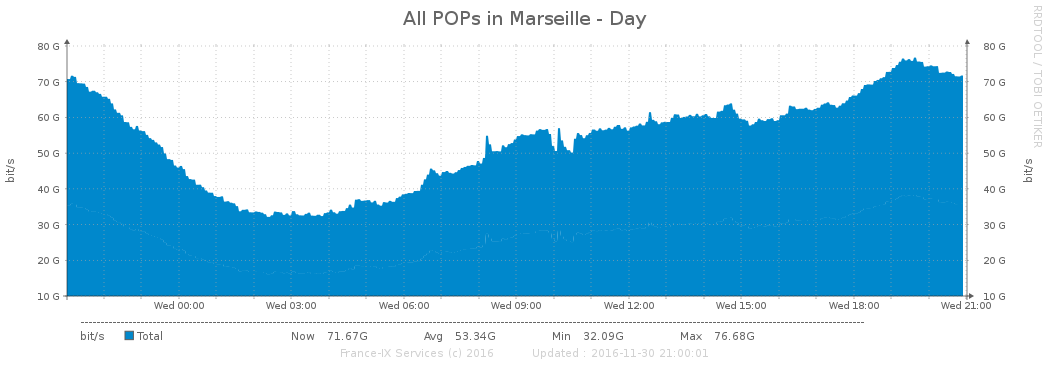 All POPs in Marseille - Day
RRDTOOL / TOBI OETIKER
80 G 80 G
70 G 70 G
60 G 60 G
50 G 50 G
bit/s bit/s
40 G 40 G
30 G 30 G
20 G 20 G
10 G 10 G
Wed 00:00 Wed 03:00 Wed 06:00 Wed 09:00 Wed 12:00 Wed 15:00 Wed 18:00 Wed 21:00
bit/s Total Now 71.67G Avg 53.34G Min 32.09G Max 76.68G
France-IX Services (c) 2016 Updated : 2016-11-30 21:00:01